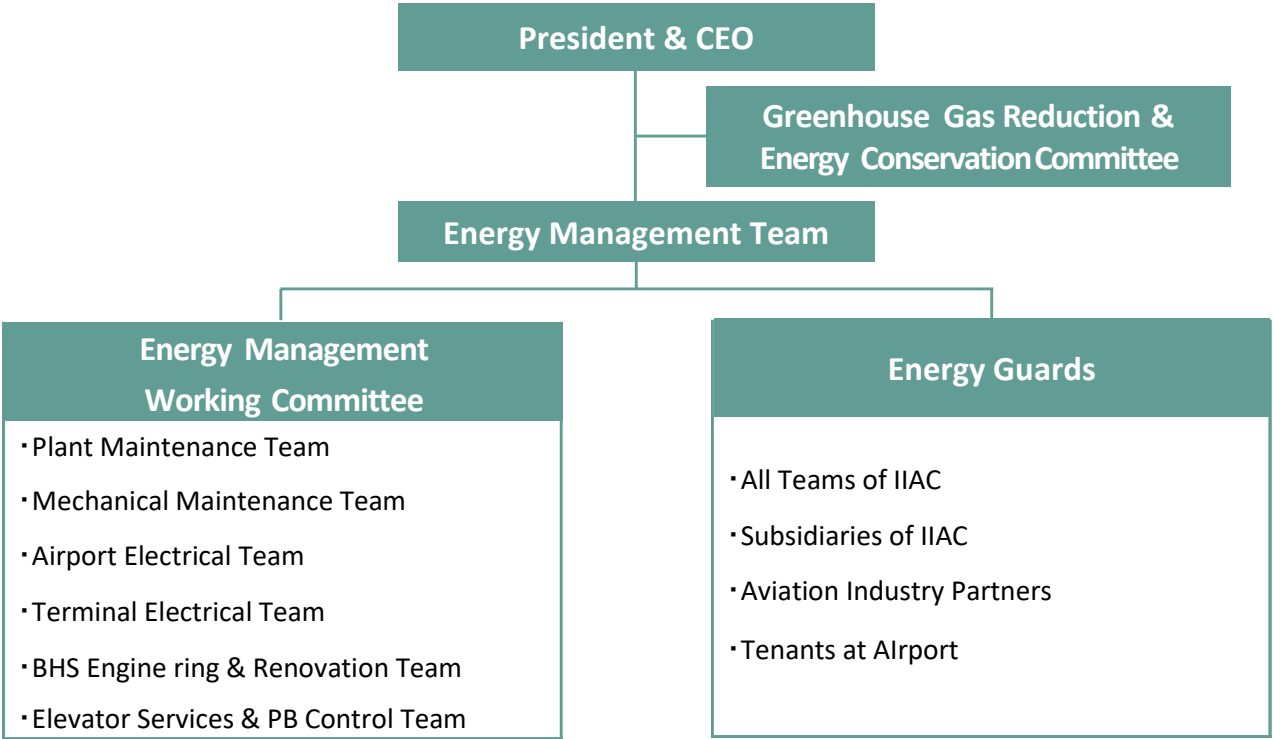 President & CEO
Greenhouse Gas Reduction &
Energy Conservation Committee
Energy Management Team
Energy Management
Working Committee
·Plant Maintenance Team
·Mechanical Maintenance Team
·Airport Electrical Team
·Terminal Electrical Team
·BHS Engine ring & Renovation Team
·Elevator Services & PB Control Team
Energy Guards
·All Teams of IIAC
·Subsidiaries of IIAC
·Aviation Industry Partners
·Tenants at AIrport